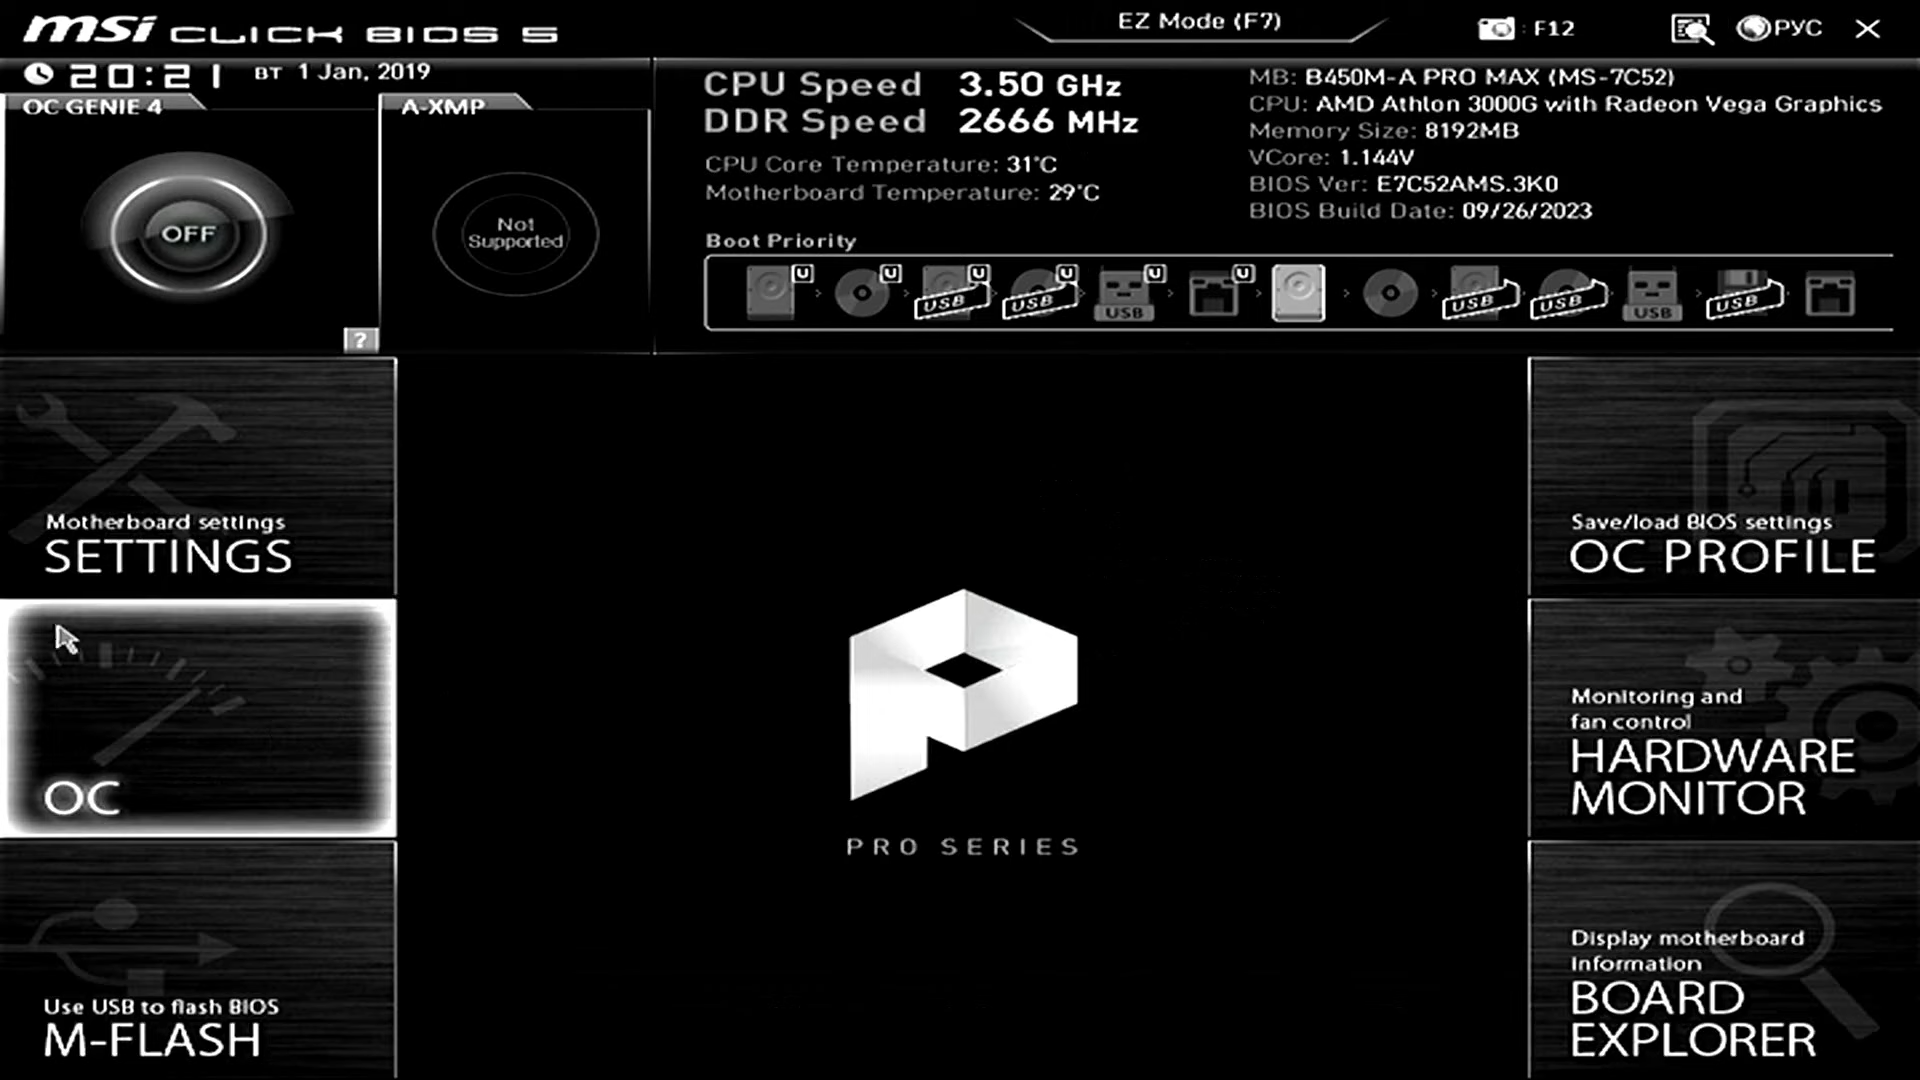 msi CLICK BIOS 5
EZ Mode (F7)
: F12
РУС
20:21
вт 1 Jan, 2019
OC GENIE 4
A-XMP
OFF
Not
Supported
?
CPU Speed 3.50 GHz
DDR Speed 2666 MHz
CPU Core Temperature: 31°C
Motherboard Temperature: 29°C
MB: B450M-A PRO MAX (MS-7C52)
CPU: AMD Athlon 3000G with Radeon Vega Graphics
Memory Size: 8192MB
VCore: 1.144V
BIOS Ver: E7C52AMS.3K0
BIOS Build Date: 09/26/2023
Boot Priority
U U U U U U
USB USB USB USB USB USB USB
Motherboard settings
SETTINGS
OC
Use USB to flash BIOS
M-FLASH
PRO SERIES
Save/load BIOS settings
OC PROFILE
Monitoring and
fan control
HARDWARE
MONITOR
Display motherboard
information
BOARD
EXPLORER